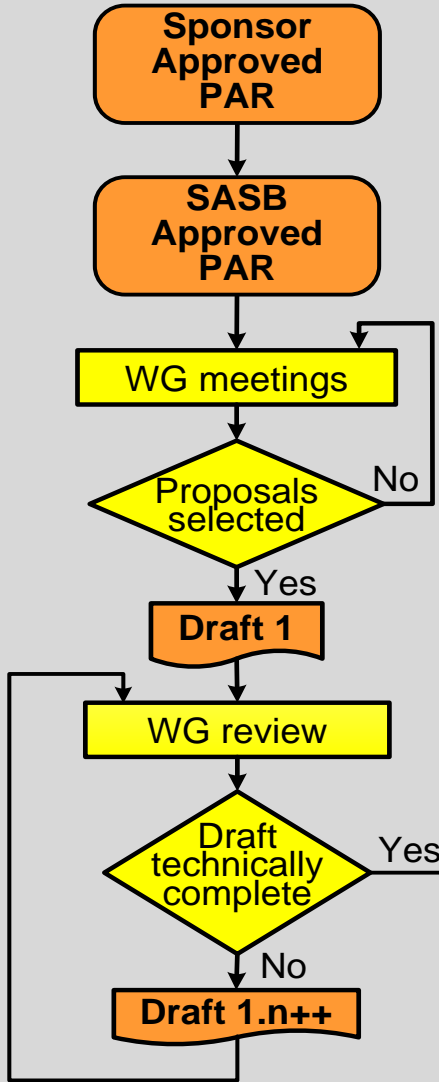 Sponsor
Approved
PAR
SASB
Approved
PAR
WG meetings
Proposals
selected
No
Yes
Draft 1
WG review
Draft
technically
complete
Yes
No
Draft 1.n++